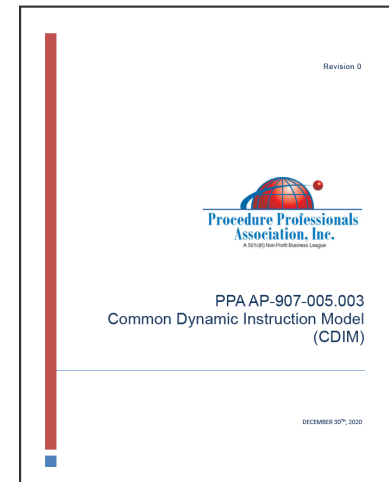 Revision 0
Procedure Professionals
Association, Inc.
A 501c(6) Non-Profit Business League
PPA AP-907-005.003
Common Dynamic Instruction Model
(CDIM)
DECEMBER 30TH, 2020